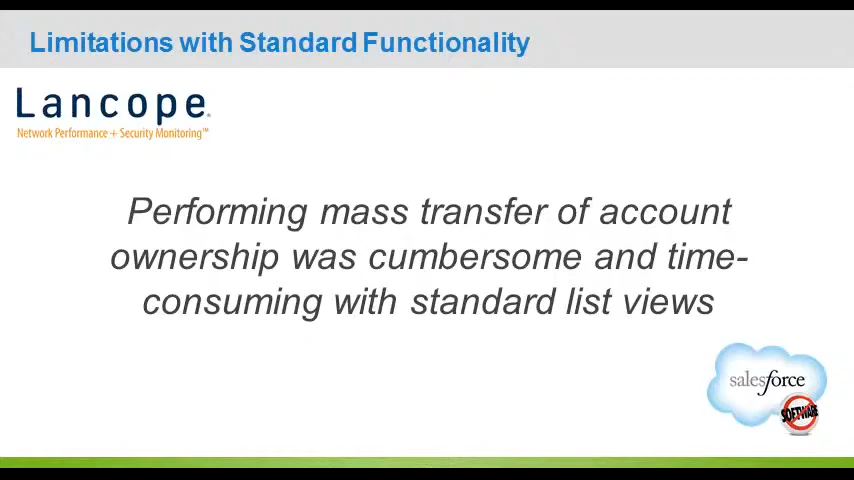 Limitations with Standard Functionality
Lancope®
Network Performance + Security Monitoring™
Performing mass transfer of account
ownership was cumbersome and time-
consuming with standard list views
salesforce
SOFTWARE